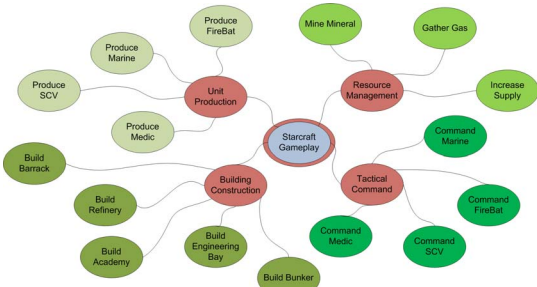 Produce
FireBat
Mine Mineral
Gather Gas
Produce
Marine
Produce
SCV
Unit
Production
Resource
Management
Increase
Supply
Produce
Medic
Starcraft
Gameplay
Command
Marine
Build
Barrack
Building
Construction
Tactical
Command
Command
FireBat
Build
Refinery
Build
Academy
Build
Engineering
Bay
Command
Medic
Command
SCV
Build Bunker